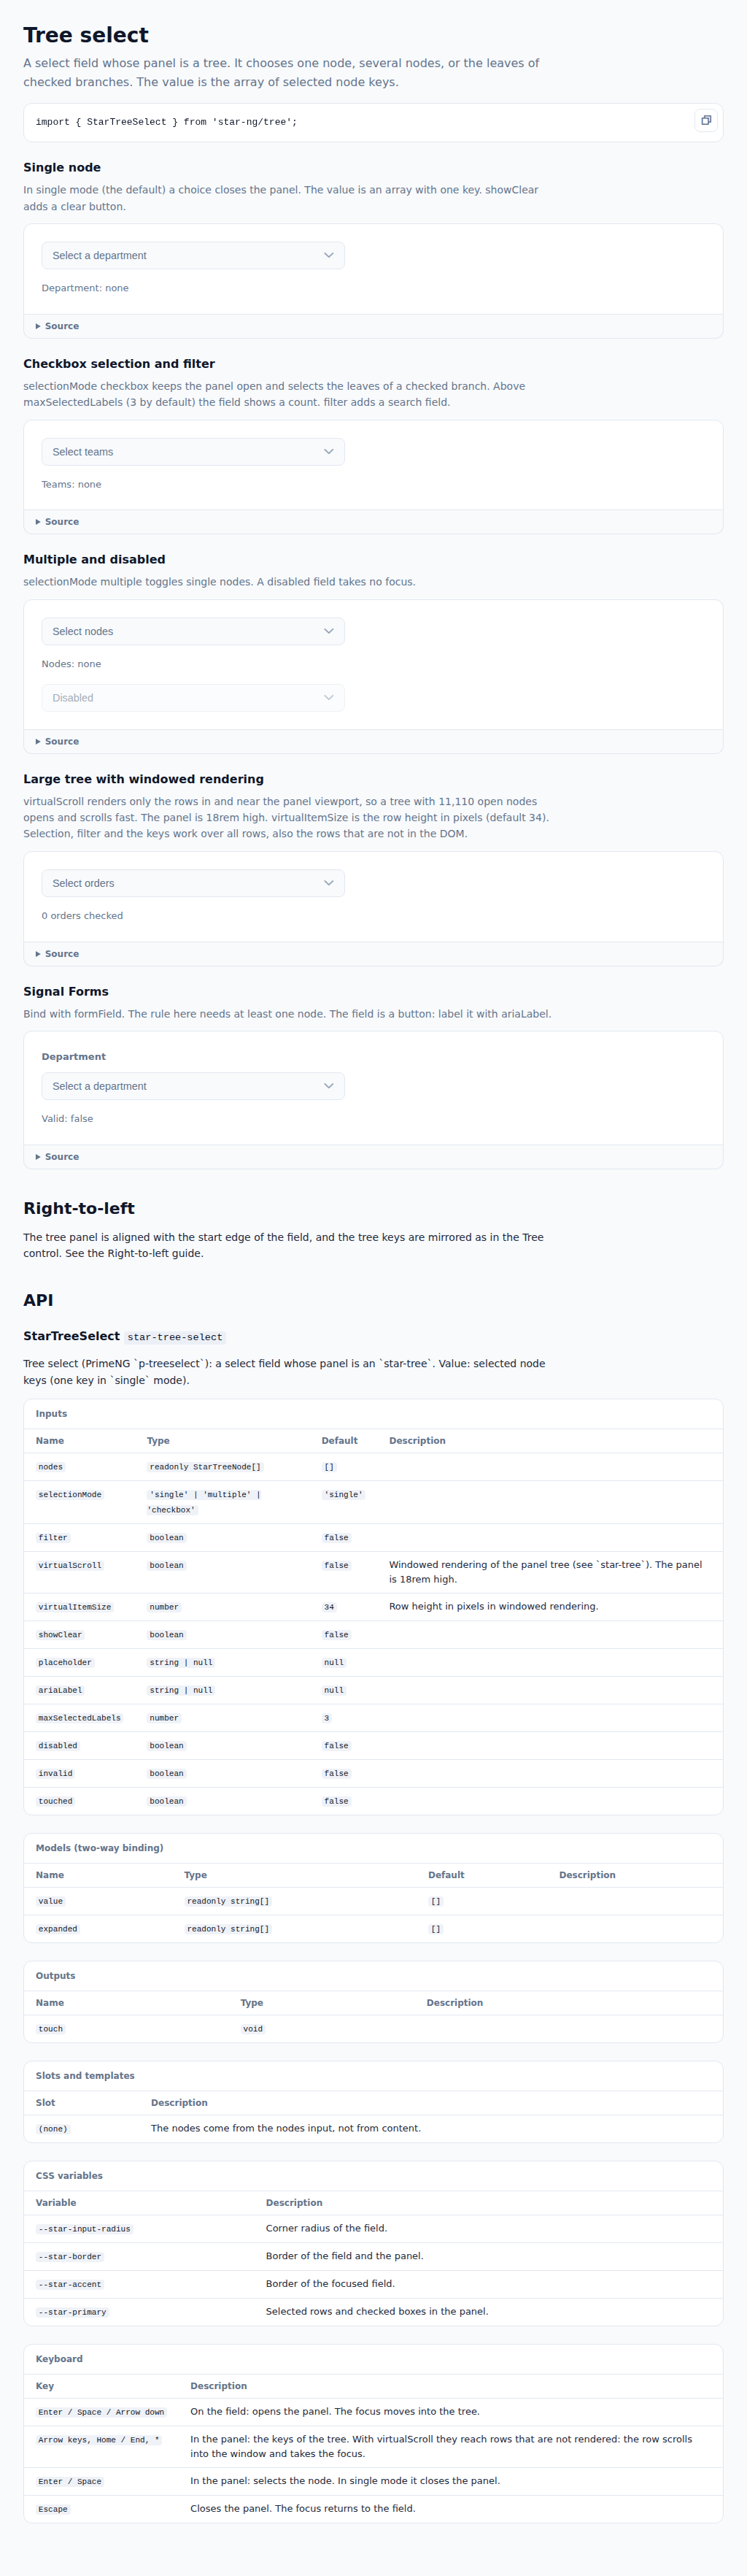 Tree select
A select field whose panel is a tree. It chooses one node, several nodes, or the leaves of
checked branches. The value is the array of selected node keys.
import { StarTreeSelect } from 'star-ng/tree';
Single node
In single mode (the default) a choice closes the panel. The value is an array with one key. showClear
adds a clear button.
Select a department
Department: none
Source
Checkbox selection and filter
selectionMode checkbox keeps the panel open and selects the leaves of a checked branch. Above
maxSelectedLabels (3 by default) the field shows a count. filter adds a search field.
Select teams
Teams: none
Source
Multiple and disabled
selectionMode multiple toggles single nodes. A disabled field takes no focus.
Select nodes
Nodes: none
Disabled
Source
Large tree with windowed rendering
virtualScroll renders only the rows in and near the panel viewport, so a tree with 11,110 open nodes
opens and scrolls fast. The panel is 18rem high. virtualItemSize is the row height in pixels (default 34).
Selection, filter and the keys work over all rows, also the rows that are not in the DOM.
Select orders
0 orders checked
Source
Signal Forms
Bind with formField. The rule here needs at least one node. The field is a button: label it with ariaLabel.
Department
Select a department
Valid: false
Source
Right-to-left
The tree panel is aligned with the start edge of the field, and the tree keys are mirrored as in the Tree
control. See the Right-to-left guide.
API
StarTreeSelect star-tree-select
Tree select (PrimeNG `p-treeselect`): a select field whose panel is an `star-tree`. Value: selected node
keys (one key in `single` mode).
Inputs
Name Type Default Description
nodes readonly StarTreeNode[] []
selectionMode 'single' | 'multiple' | 'single'
'checkbox'
filter boolean false
virtualScroll boolean false Windowed rendering of the panel tree (see `star-tree`). The panel
is 18rem high.
virtualItemSize number 34 Row height in pixels in windowed rendering.
showClear boolean false
placeholder string | null null
ariaLabel string | null null
maxSelectedLabels number 3
disabled boolean false
invalid boolean false
touched boolean false
Models (two-way binding)
Name Type Default Description
value readonly string[] []
expanded readonly string[] []
Outputs
Name Type Description
touch void
Slots and templates
Slot Description
(none) The nodes come from the nodes input, not from content.
CSS variables
Variable Description
--star-input-radius Corner radius of the field.
--star-border Border of the field and the panel.
--star-accent Border of the focused field.
--star-primary Selected rows and checked boxes in the panel.
Keyboard
Key Description
Enter / Space / Arrow down On the field: opens the panel. The focus moves into the tree.
Arrow keys, Home / End, * In the panel: the keys of the tree. With virtualScroll they reach rows that are not rendered: the row scrolls
into the window and takes the focus.
Enter / Space In the panel: selects the node. In single mode it closes the panel.
Escape Closes the panel. The focus returns to the field.